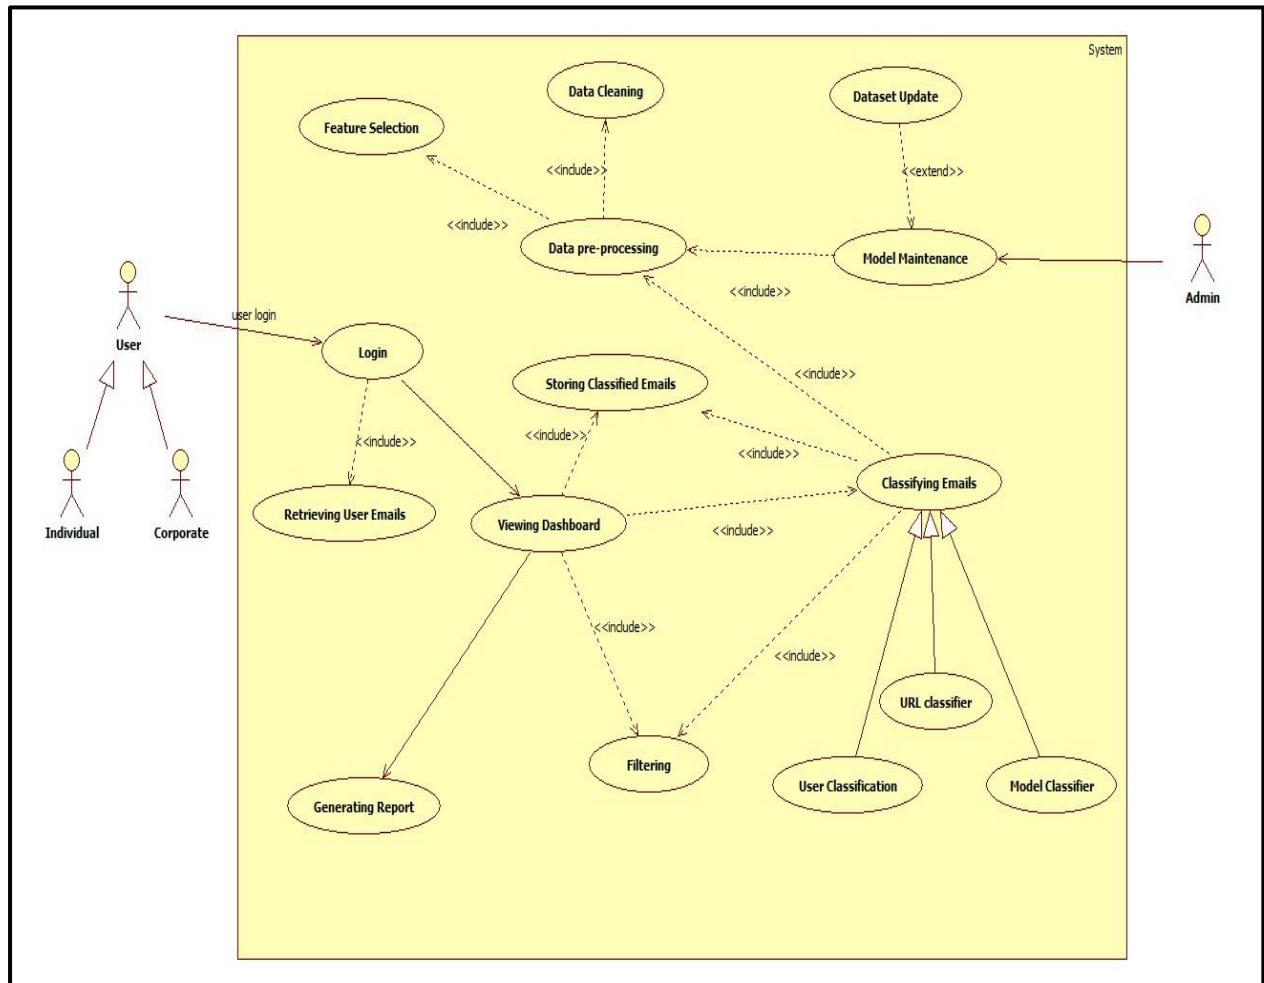 System
Data Cleaning
Dataset Update
Feature Selection
<<include>>
<<extend>>
<<include>>
Data pre-processing
Model Maintenance
<<include>>
Admin
user login
User
Login
<<include>>
Storing Classified Emails
<<include>>
<<include>>
<<include>>
Classifying Emails
Retrieving User Emails
Viewing Dashboard
<<include>>
Individual
Corporate
<<include>>
<<include>>
URL classifier
Filtering
User Classification
Model Classifier
Generating Report